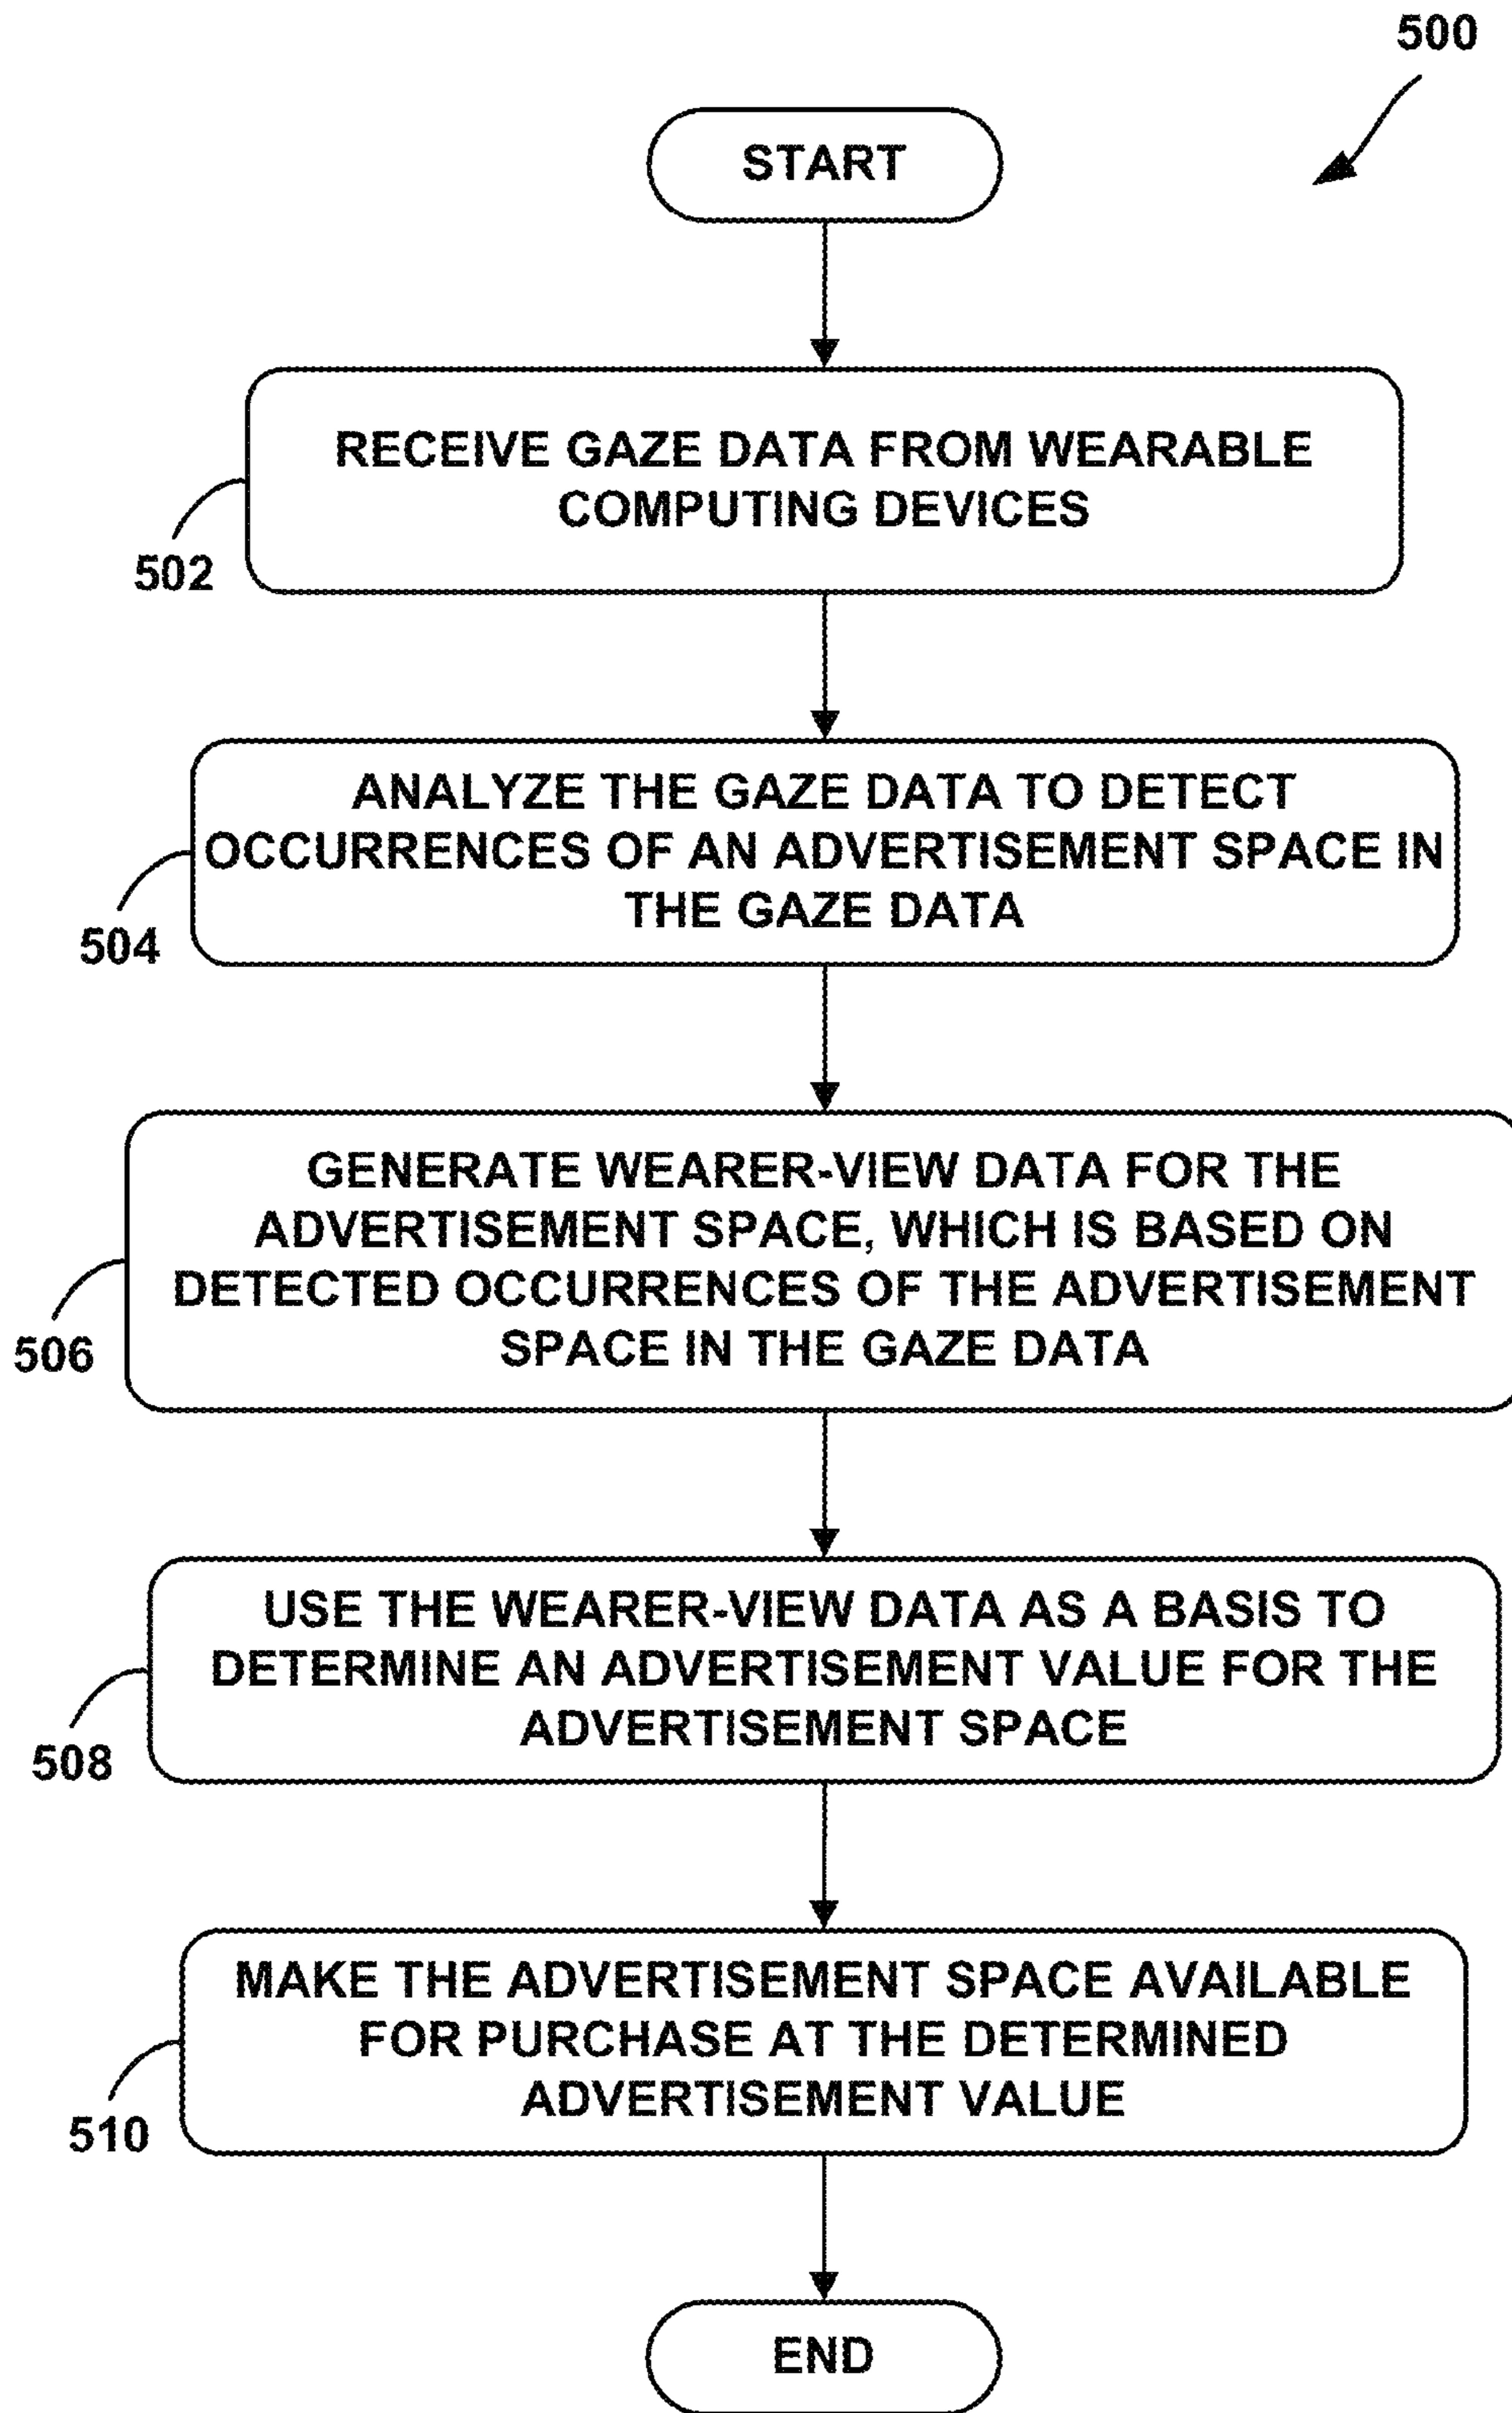 500
START
RECEIVE GAZE DATA FROM WEARABLE
COMPUTING DEVICES
502
ANALYZE THE GAZE DATA TO DETECT
OCCURRENCES OF AN ADVERTISEMENT SPACE IN
THE GAZE DATA
504
GENERATE WEARER-VIEW DATA FOR THE
ADVERTISEMENT SPACE, WHICH IS BASED ON
DETECTED OCCURRENCES OF THE ADVERTISEMENT
SPACE IN THE GAZE DATA
506
USE THE WEARER-VIEW DATA AS A BASIS TO
DETERMINE AN ADVERTISEMENT VALUE FOR THE
ADVERTISEMENT SPACE
508
MAKE THE ADVERTISEMENT SPACE AVAILABLE
FOR PURCHASE AT THE DETERMINED
ADVERTISEMENT VALUE
510
END